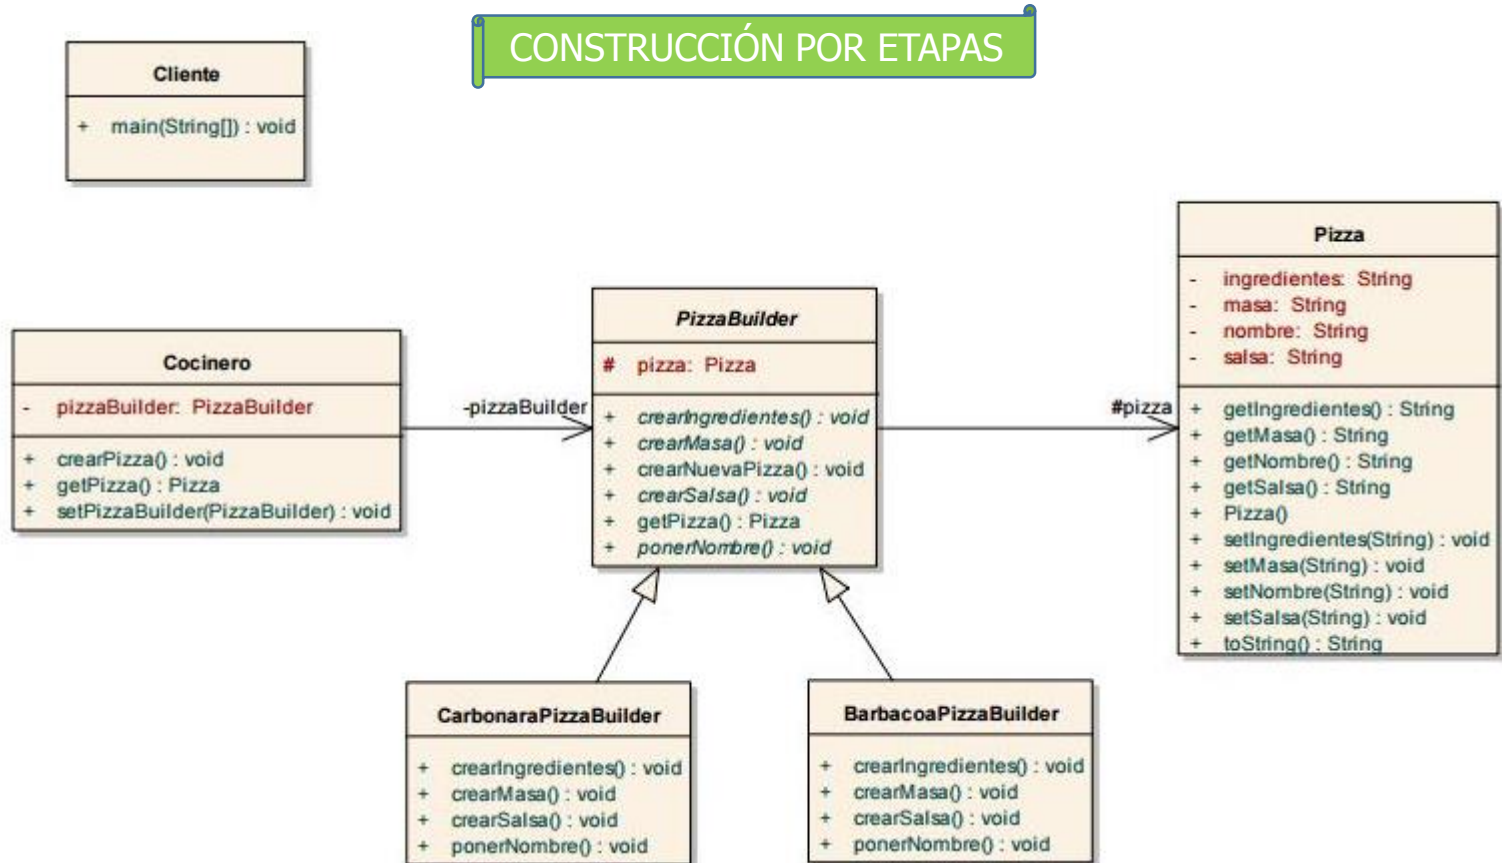 CONSTRUCCIÓN POR ETAPAS
Cliente
+ main(String[]) : void
Cocinero
- pizzaBuilder: PizzaBuilder
+ crearPizza() : void
+ getPizza() : Pizza
+ setPizzaBuilder(PizzaBuilder) : void
-pizzaBuilder
PizzaBuilder
# pizza: Pizza
+ crearIngredientes() : void
+ crearMasa() : void
+ crearNuevaPizza() : void
+ crearSalsa() : void
+ getPizza() : Pizza
+ ponerNombre() : void
#pizza
Pizza
- ingredientes: String
- masa: String
- nombre: String
- salsa: String
+ getIngredientes() : String
+ getMasa() : String
+ getNombre() : String
+ getSalsa() : String
+ Pizza()
+ setIngredientes(String) : void
+ setMasa(String) : void
+ setNombre(String) : void
+ setSalsa(String) : void
+ toString() : String
CarbonaraPizzaBuilder
+ crearIngredientes() : void
+ crearMasa() : void
+ crearSalsa() : void
+ ponerNombre() : void
BarbacoaPizzaBuilder
+ crearIngredientes() : void
+ crearMasa() : void
+ crearSalsa() : void
+ ponerNombre() : void